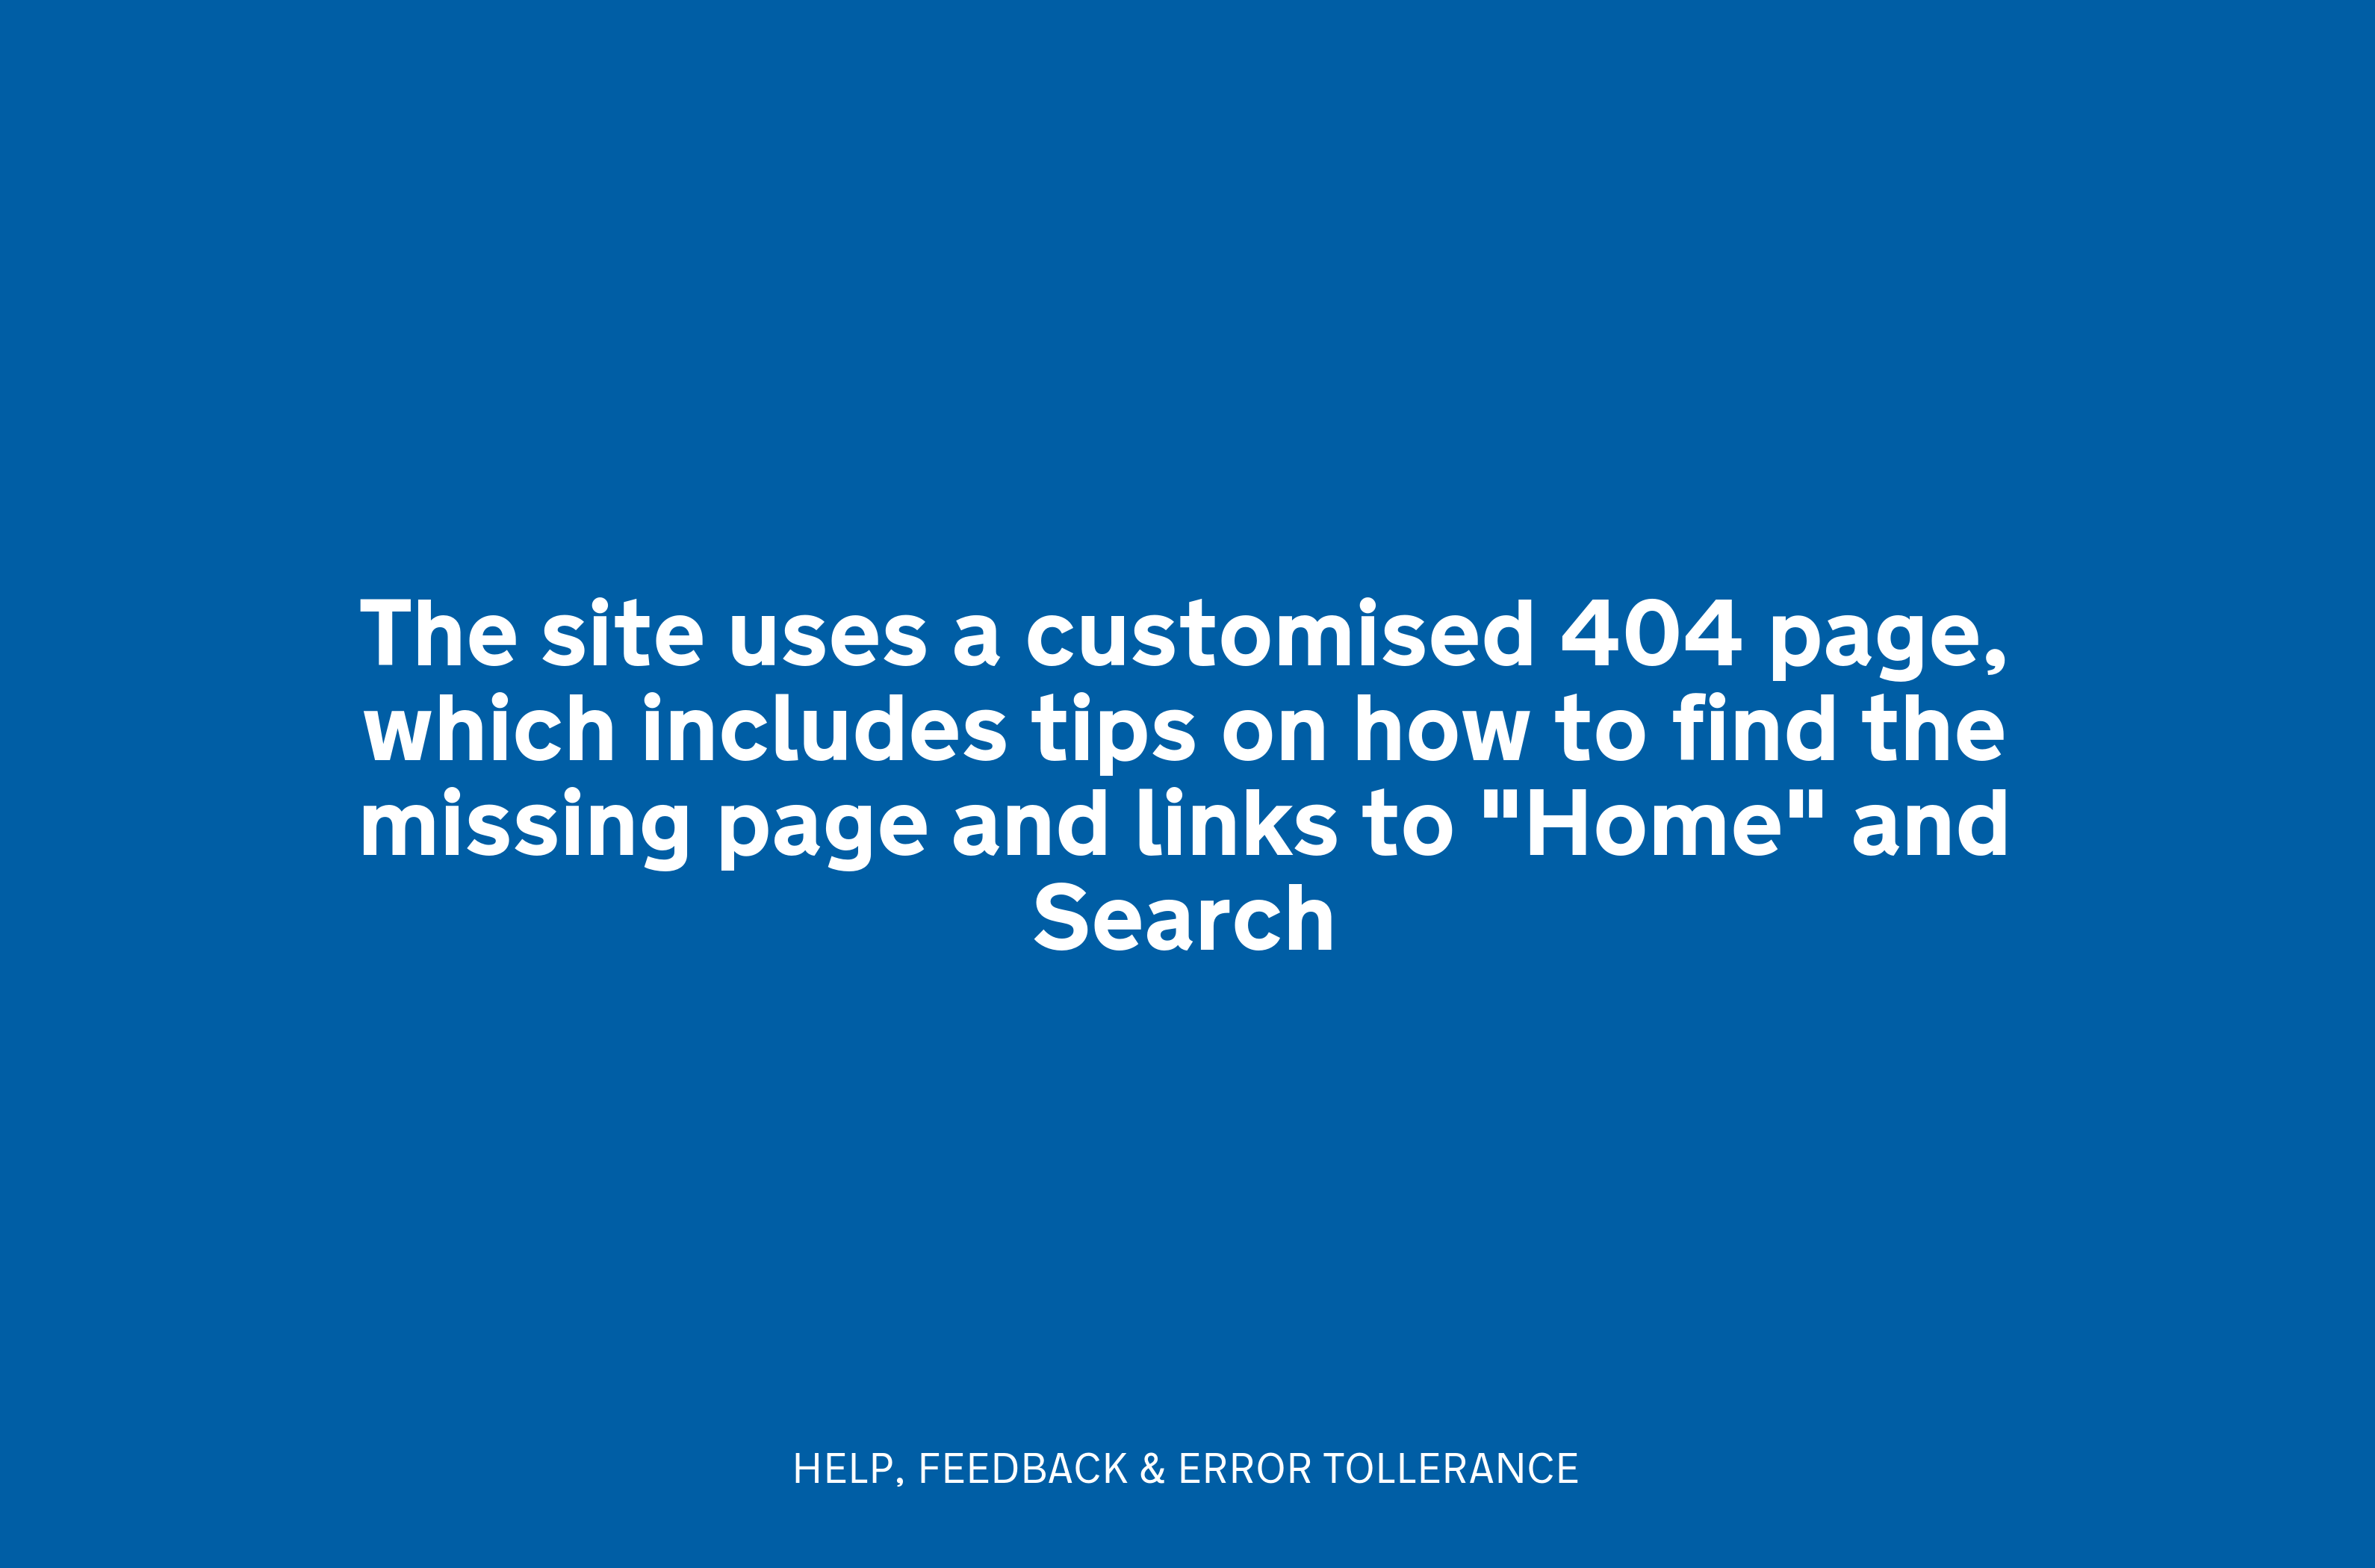 The site uses a customised 404 page,
which includes tips on how to find the
missing page and links to "Home" and
Search
HELP, FEEDBACK & ERROR TOLLERANCE